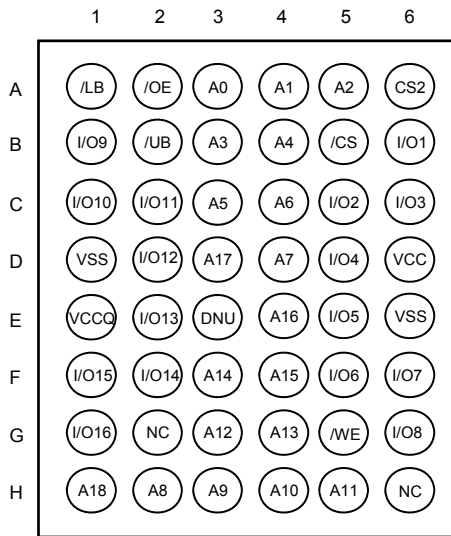 1 2 3 4 5 6
A /LB /OE A0 A1 A2 CS2
B I/O9 /UB A3 A4 /CS I/O1
C I/O10 I/O11 A5 A6 I/O2 I/O3
D VSS I/O12 A17 A7 I/O4 VCC
E VCCQ I/O13 DNU A16 I/O5 VSS
F I/O15 I/O14 A14 A15 I/O6 I/O7
G I/O16 NC A12 A13 /WE I/O8
H A18 A8 A9 A10 A11 NC